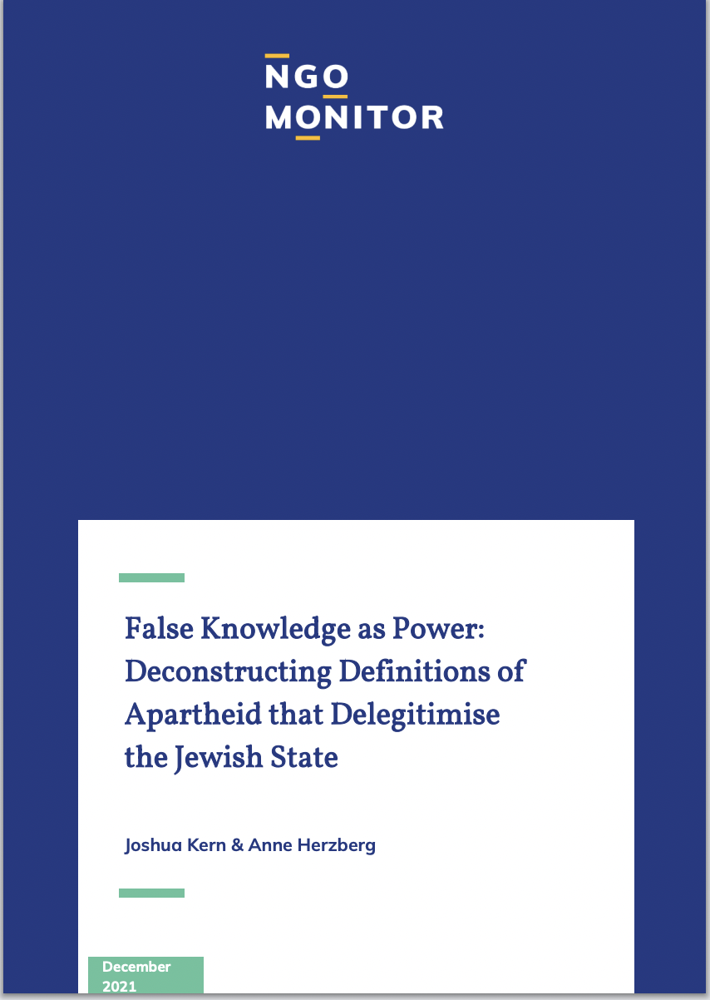 NGO
MONITOR
False Knowledge as Power:
Deconstructing Definitions of
Apartheid that Delegitimise
the Jewish State
Joshua Kern & Anne Herzberg
December
2021